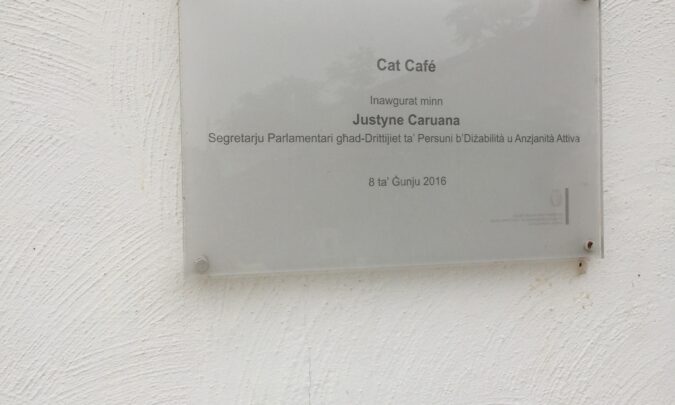 Cat Café
Inawgurat minn
Justyne Caruana
Segretarju Parlamentari għad-Drittijiet ta' Persuni b'Diżabilità u Anzjanità Attiva
8 ta' Ġunju 2016